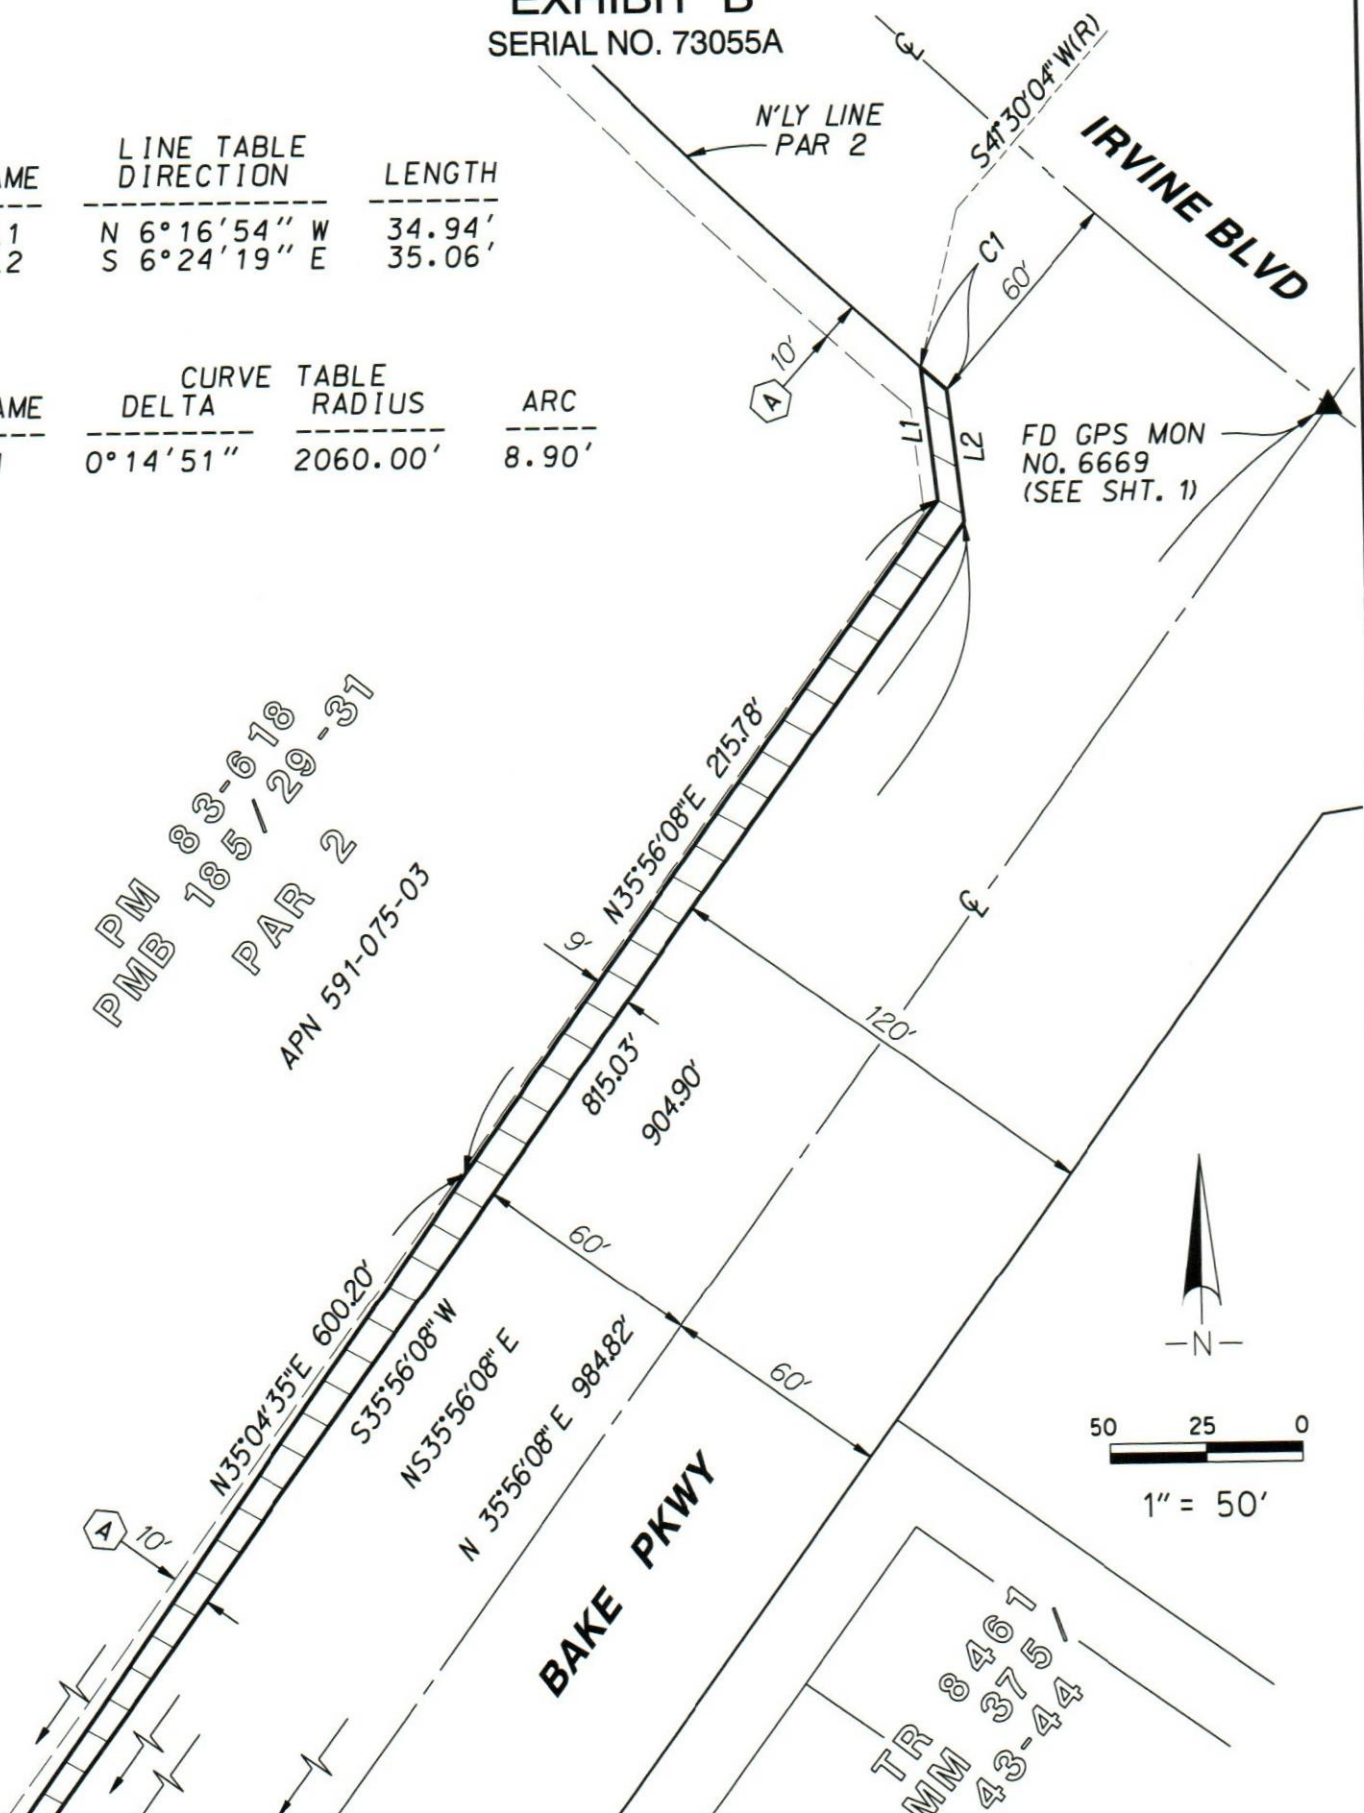 EXHIBIT "B"
SERIAL NO. 73055A
LINE TABLE
AME DIRECTION LENGTH
1 N 6°16'54" W 34.94'
2 S 6°24'19" E 35.06'
CURVE TABLE
AME DELTA RADIUS ARC
0°14'51" 2060.00' 8.90'
N'LY LINE
PAR 2
℄
S41°30'04"W(R)
IRVINE BLVD
C1
60'
10'
A
L1
L2
FD GPS MON
NO. 6669
(SEE SHT. 1)
PM 83-618
PMB 185/29-31
PAR 2
APN 591-075-03
N35°56'08"E 215.78'
9'
℄
120'
815.03'
904.90'
60'
60'
N35°04'35"E 600.20'
S35°56'08"W
NS35°56'08"E
N 35°56'08"E 984.82'
A
10'
BAKE PKWY
-N-
50 25 0
1" = 50'
TR 8461
MM 375/
43-44